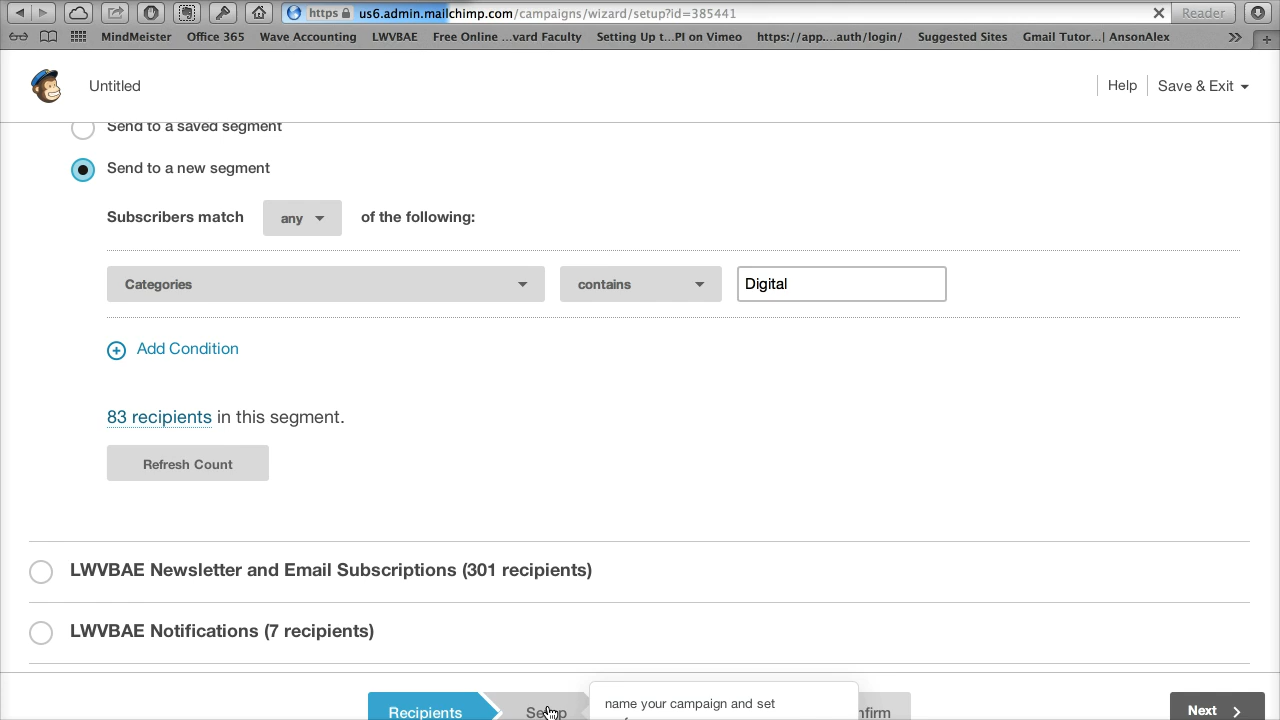 https us6.admin.mailchimp.com/campaigns/wizard/setup?id=385441 Reader
MindMeister Office 365 Wave Accounting LWVBAE Free Online ...vard Faculty Setting Up t...PI on Vimeo https://app....auth/login/ Suggested Sites Gmail Tutor...| AnsonAlex
Untitled Help Save & Exit
Send to a saved segment
Send to a new segment
Subscribers match any of the following:
Categories contains Digital
Add Condition
83 recipients in this segment.
Refresh Count
LWVBAE Newsletter and Email Subscriptions (301 recipients)
LWVBAE Notifications (7 recipients)
name your campaign and set
Recipients Setup nfirm Next